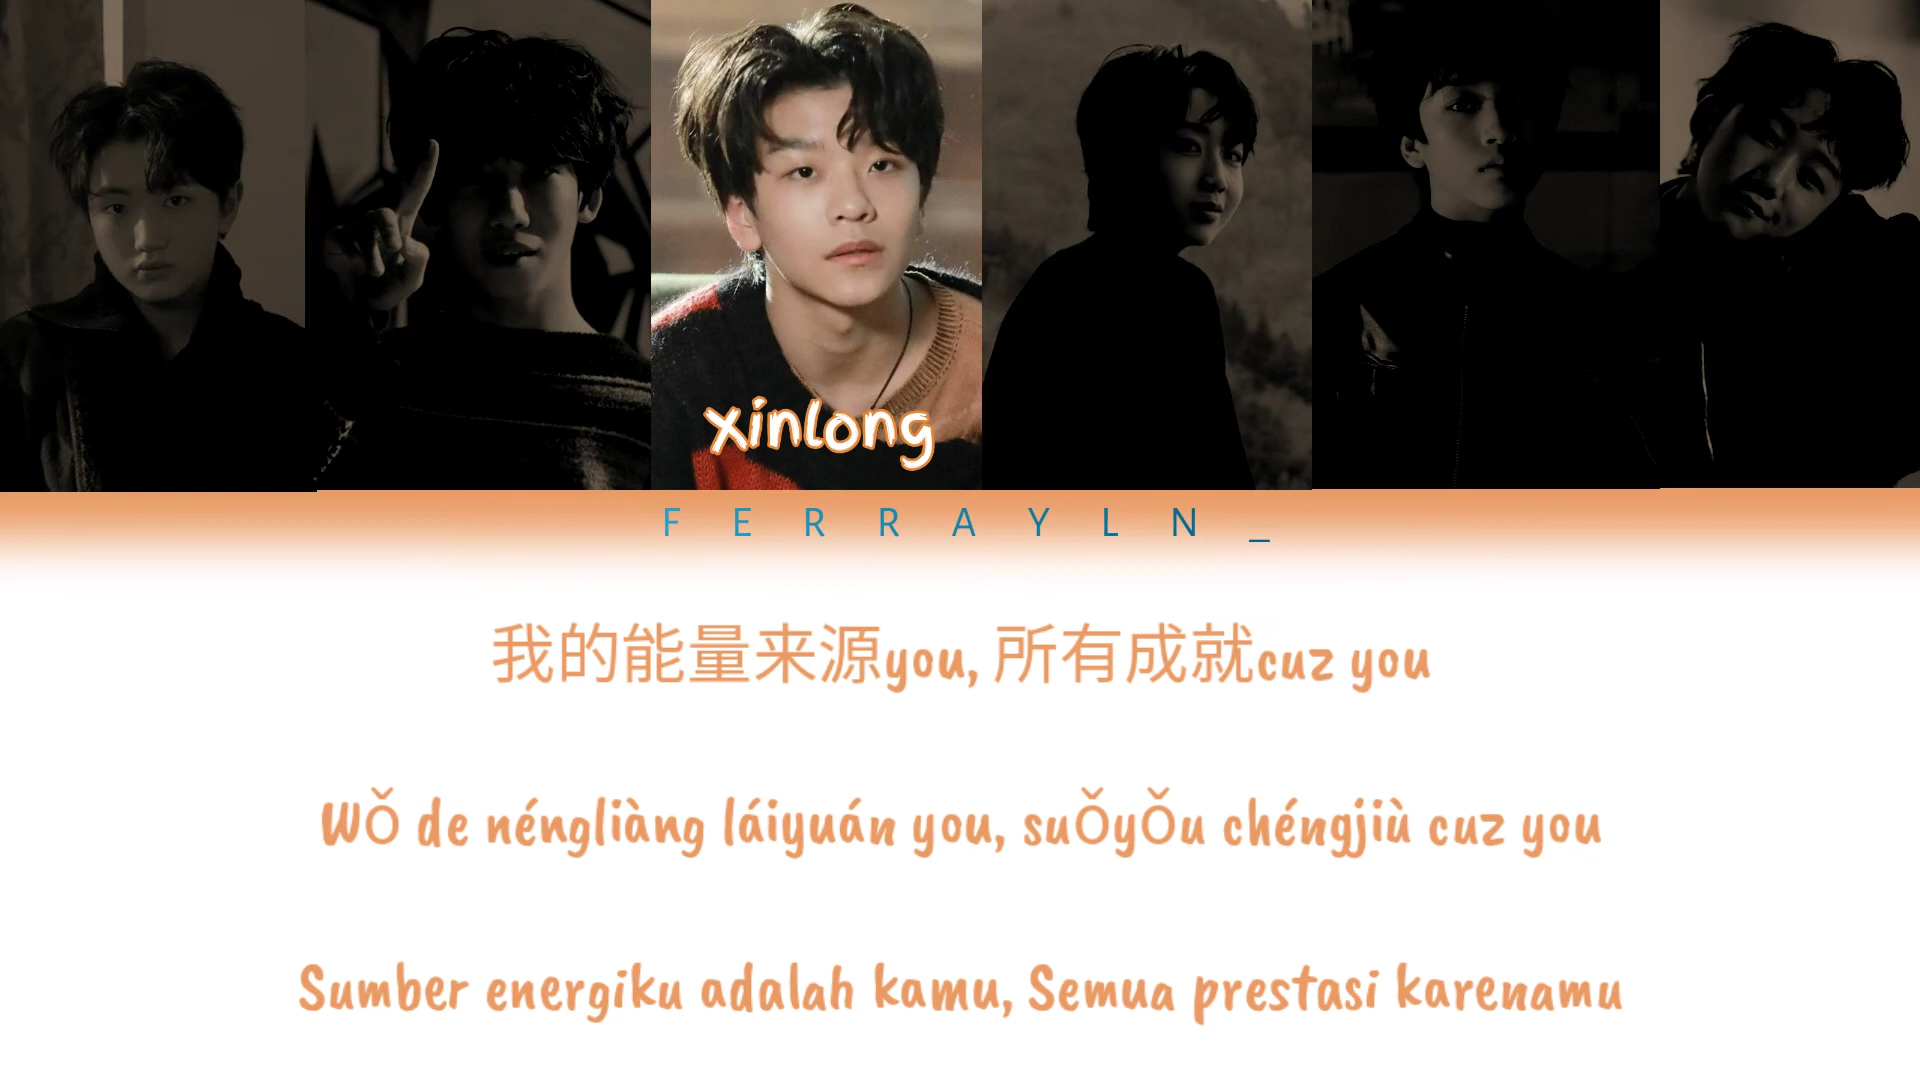 xinlong
FERRAYLN_
我的能量来源you, 所有成就cuz you
Wǒ de néngliàng láiyuán you, suǒyǒu chéngjiù cuz you
Sumber energiku adalah kamu, Semua prestasi karenamu